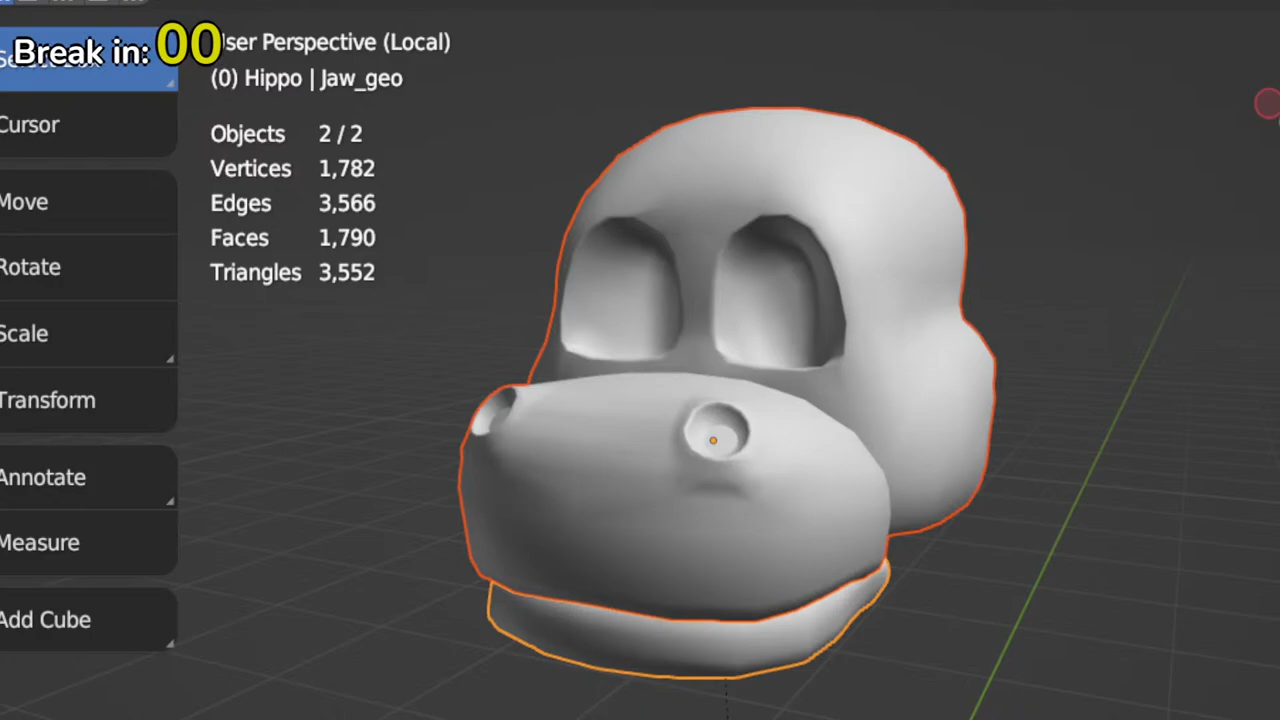 Break in: 00
User Perspective (Local)
(0) Hippo | Jaw_geo
Objects 2 / 2
Vertices 1,782
Edges 3,566
Faces 1,790
Triangles 3,552
Cursor
Move
Rotate
Scale
Transform
Annotate
Measure
Add Cube